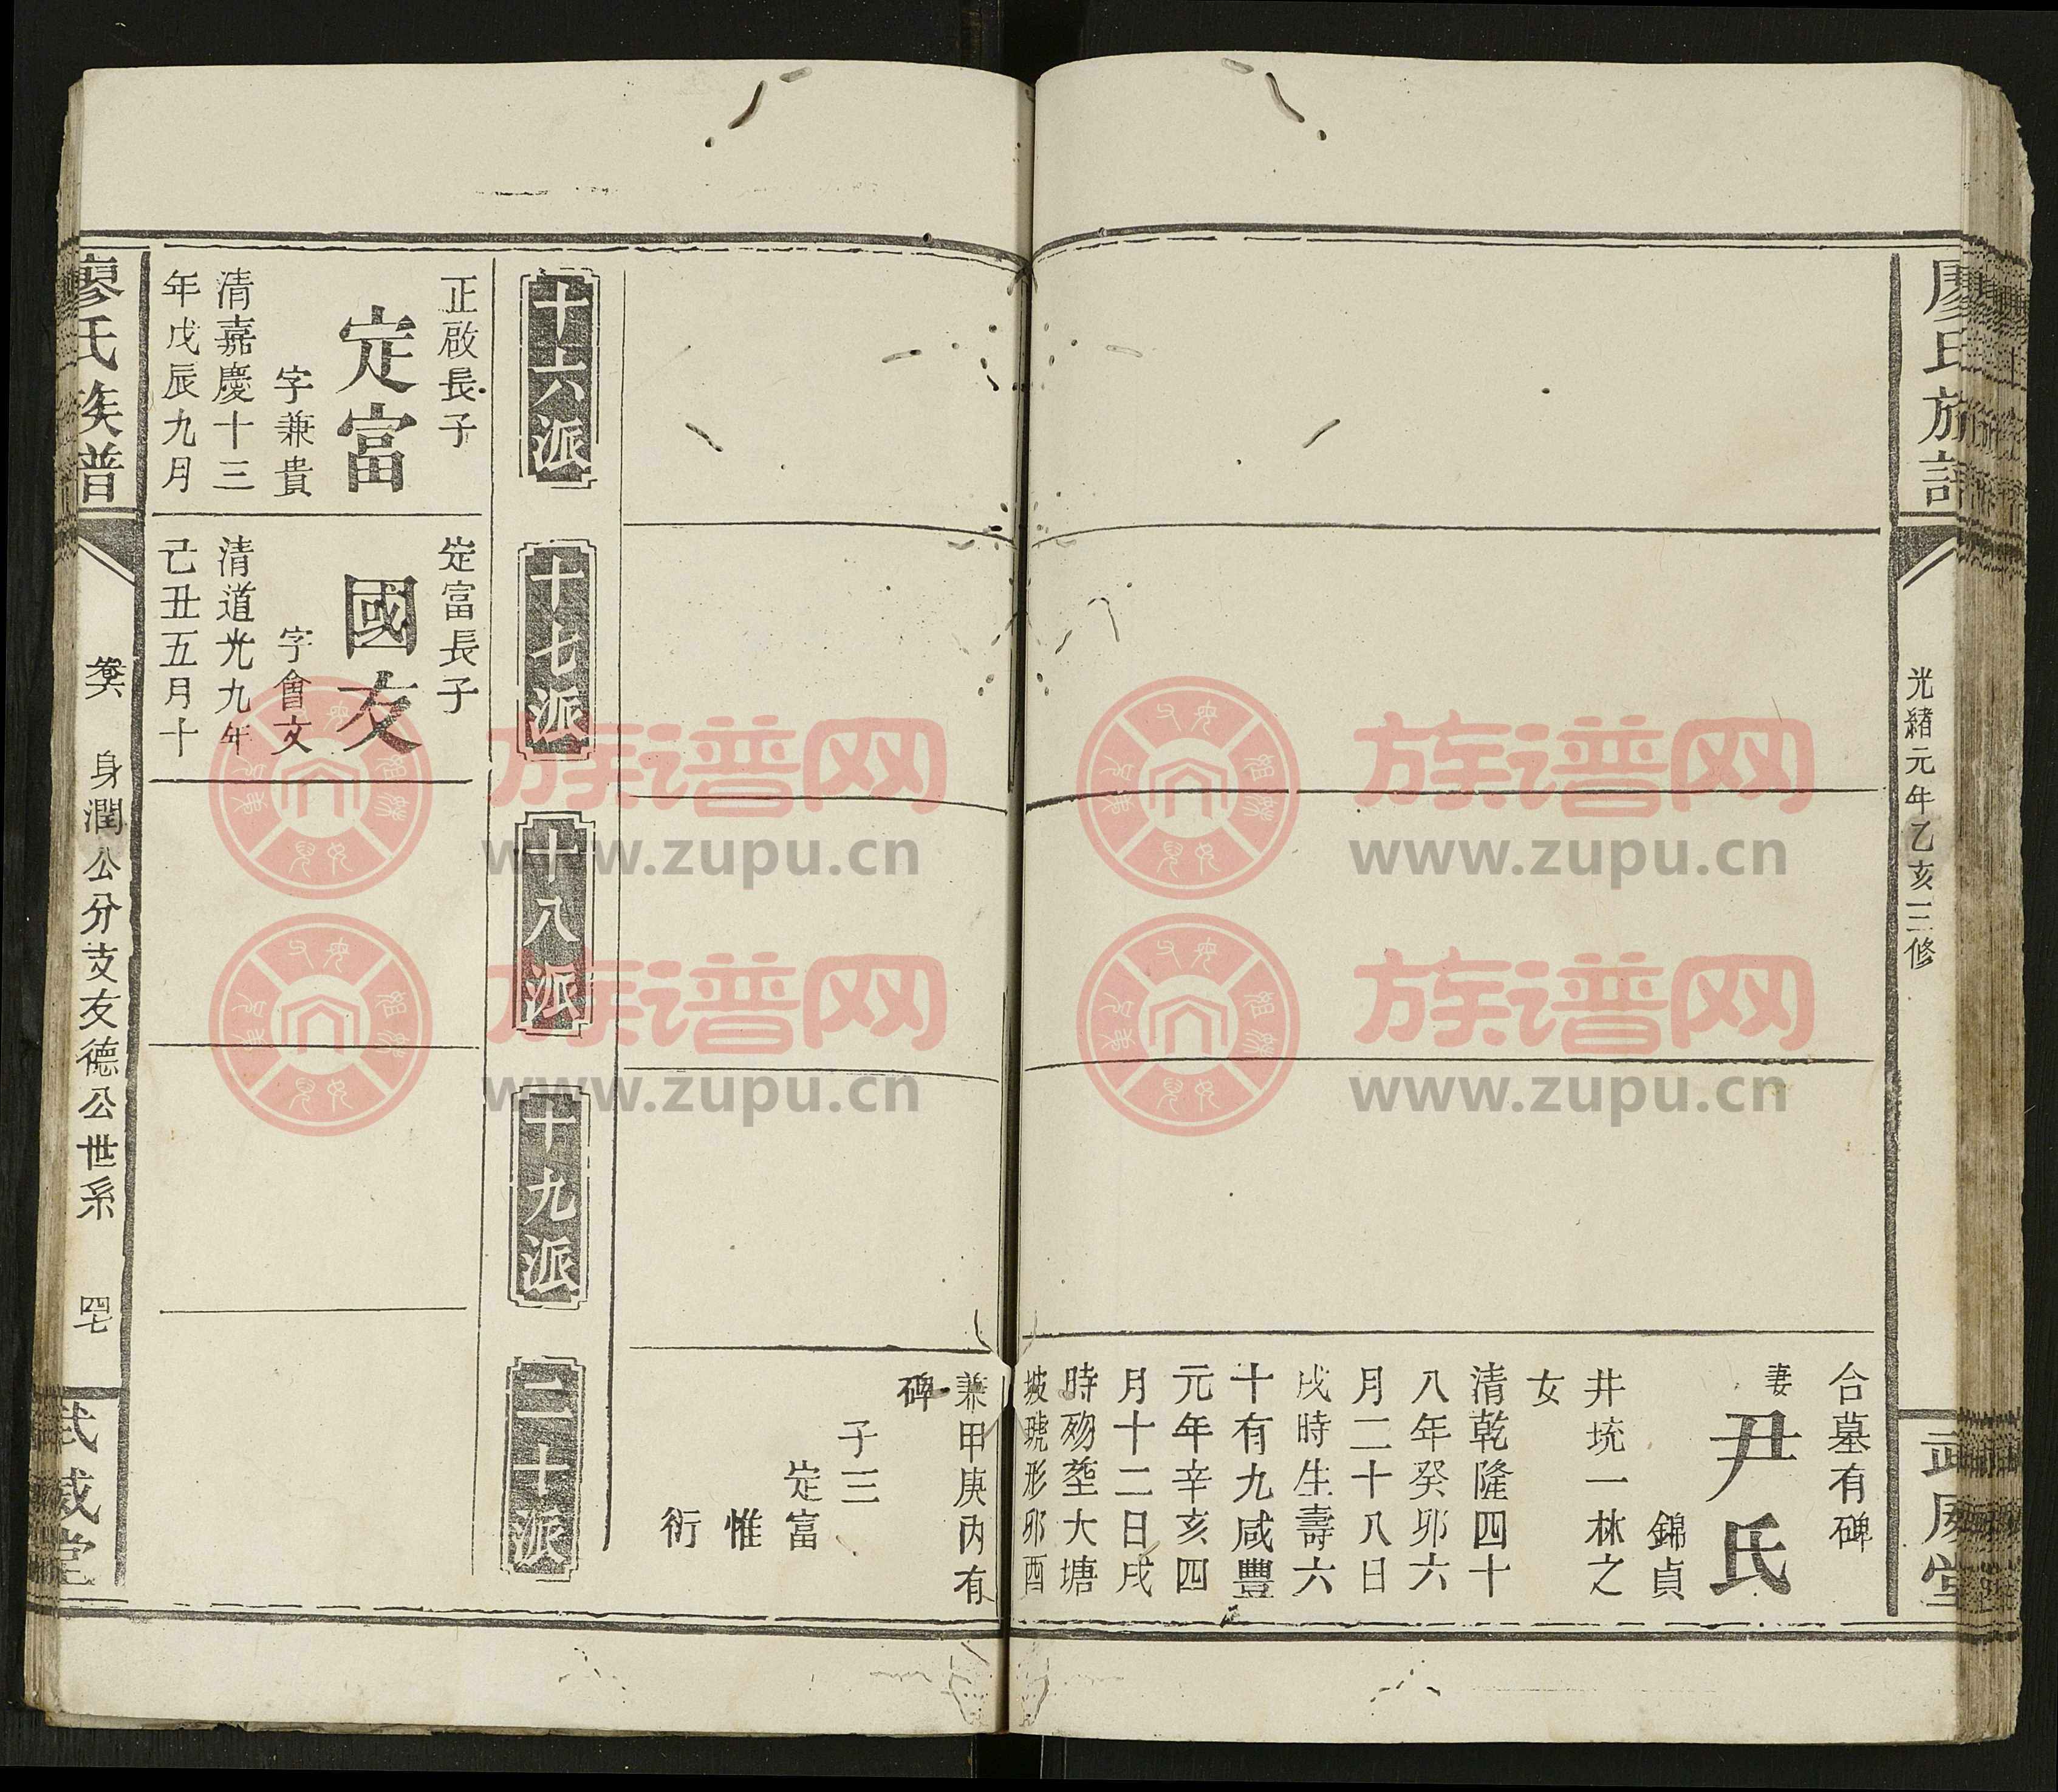 廖氏族譜
光緒元年乙亥三修
武威堂
合墓有碑
妻
尹氏
錦貞
井坑一林之
女
清乾隆四十
八年癸卯六
月二十八日
戌時生壽六
十有九咸豐
元年辛亥四
月十二日戌
時歿塟大塘
坡琥形卯酉
兼甲庚內有
碑
子三
定富
惟
衍
十六派
十七派
十八派
十九派
二十派
正啟長子
定富
字兼貴
清嘉慶十三
年戊辰九月
定富長子
國友
字會文
清道光九年
己丑五月十
廖氏族譜
卷六
身潤公分支友德公世系
四七
武威堂
族谱网
www.zupu.cn
族谱网
www.zupu.cn
族谱网
www.zupu.cn
族谱网
www.zupu.cn